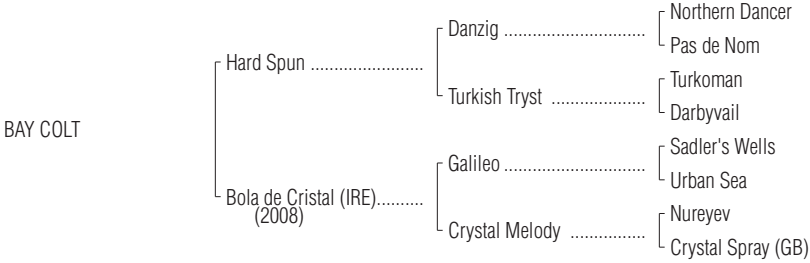 Northern Dancer
Danzig ..............................
Pas de Nom
Hard Spun ........................
Turkoman
Turkish Tryst ....................
Darbyvail
BAY COLT
Sadler's Wells
Galileo ..............................
Urban Sea
Bola de Cristal (IRE)..........
(2008)
Nureyev
Crystal Melody ................
Crystal Spray (GB)